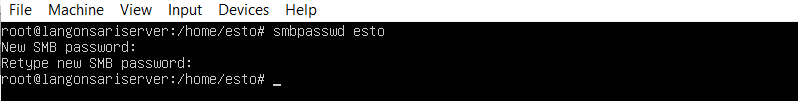 File Machine View Input Devices Help
root@langonsariserver:/home/esto# smbpasswd esto
New SMB password:
Retype new SMB password:
root@langonsariserver:/home/esto# _